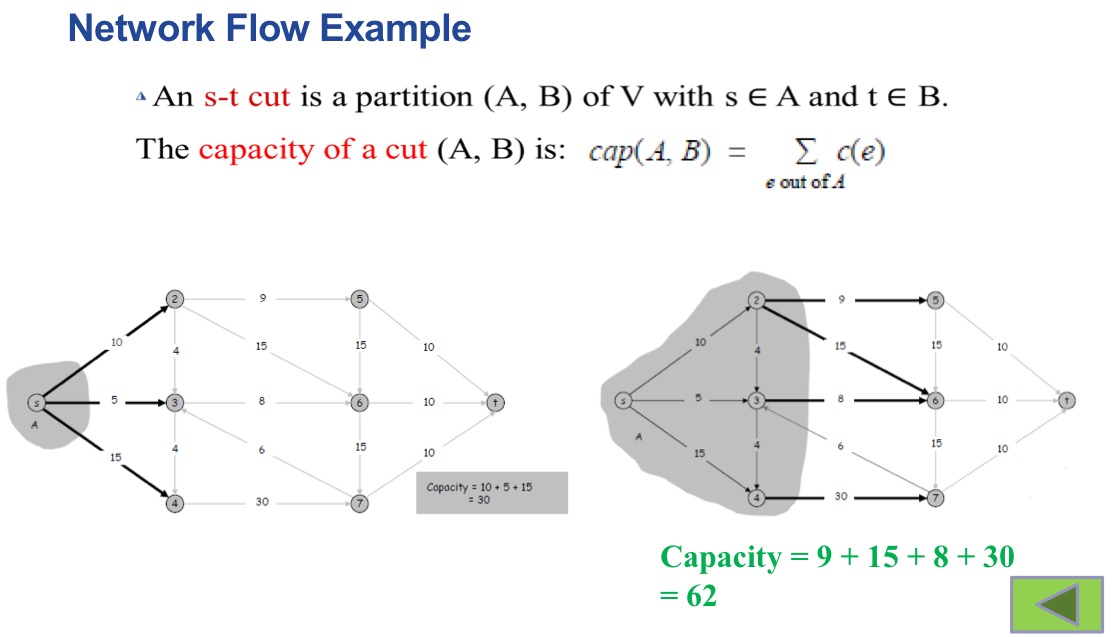 Network Flow Example
An s-t cut is a partition (A, B) of V with s ∈ A and t ∈ B.
The capacity of a cut (A, B) is: cap(A, B) = Σ c(e)
e out of A
2 9 5
10 4 15 15 10
s 5 3 8 6 10 t
A
15 4 6 15 10
4 30 7
Capacity = 10 + 5 + 15
= 30
2 9 5
10 4 15 15 10
s 5 3 8 6 10 t
A
15 4 6 15 10
4 30 7
Capacity = 9 + 15 + 8 + 30
= 62